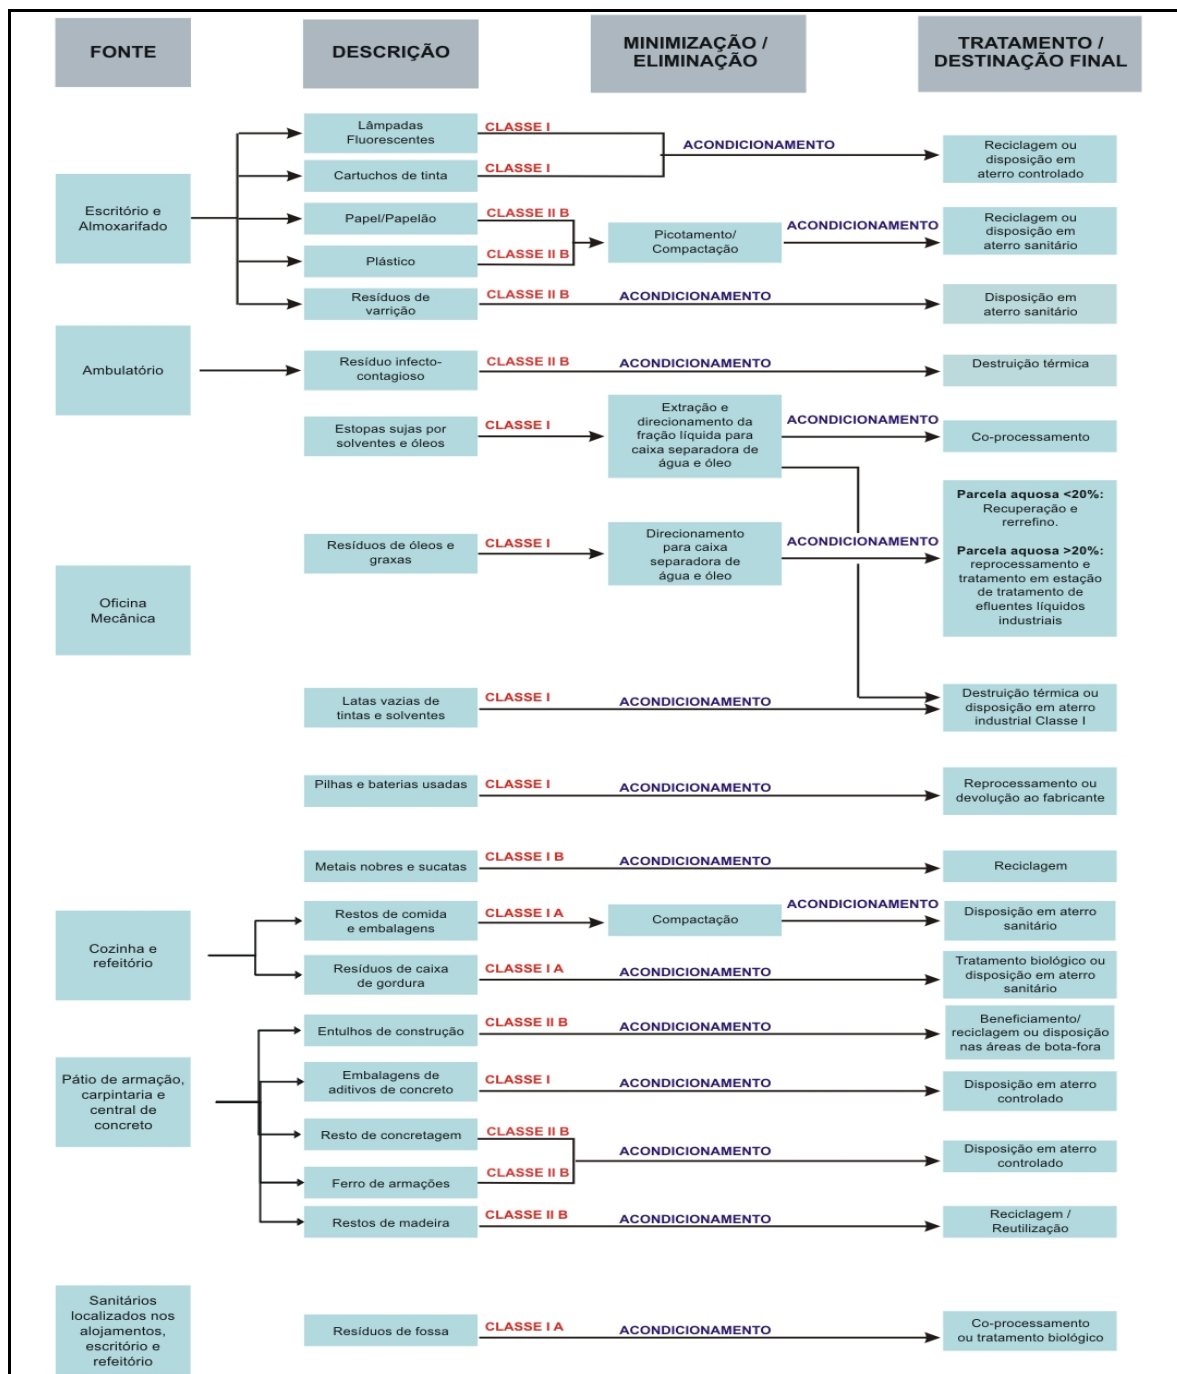 FONTE
DESCRIÇÃO
MINIMIZAÇÃO /
ELIMINAÇÃO
TRATAMENTO /
DESTINAÇÃO FINAL
Escritório e
Almoxarifado
Lâmpadas
Fluorescentes
CLASSE I
Cartuchos de tinta
CLASSE I
ACONDICIONAMENTO
Reciclagem ou
disposição em
aterro controlado
Papel/Papelão
CLASSE II B
Plástico
CLASSE II B
Picotamento/
Compactação
ACONDICIONAMENTO
Reciclagem ou
disposição em
aterro sanitário
Resíduos de
varrição
CLASSE II B
ACONDICIONAMENTO
Disposição em
aterro sanitário
Ambulatório
Resíduo infecto-
contagioso
CLASSE II B
ACONDICIONAMENTO
Destruição térmica
Oficina
Mecânica
Estopas sujas por
solventes e óleos
CLASSE I
Extração e
direcionamento da
fração líquida para
caixa separadora de
água e óleo
ACONDICIONAMENTO
Co-processamento
Resíduos de óleos e
graxas
CLASSE I
Direcionamento
para caixa
separadora de
água e óleo
ACONDICIONAMENTO
Parcela aquosa <20%:
Recuperação e
rerrefino.
Parcela aquosa >20%:
reprocessamento e
tratamento em estação
de tratamento de
efluentes líquidos
industriais
Latas vazias de
tintas e solventes
CLASSE I
ACONDICIONAMENTO
Destruição térmica ou
disposição em aterro
industrial Classe I
Pilhas e baterias usadas
CLASSE I
ACONDICIONAMENTO
Reprocessamento ou
devolução ao fabricante
Metais nobres e sucatas
CLASSE I B
ACONDICIONAMENTO
Reciclagem
Cozinha e
refeitório
Restos de comida
e embalagens
CLASSE I A
Compactação
ACONDICIONAMENTO
Disposição em aterro
sanitário
Resíduos de caixa
de gordura
CLASSE I A
ACONDICIONAMENTO
Tratamento biológico ou
disposição em aterro
sanitário
Pátio de armação,
carpintaria e
central de
concreto
Entulhos de construção
CLASSE II B
ACONDICIONAMENTO
Beneficiamento/
reciclagem ou disposição
nas áreas de bota-fora
Embalagens de
aditivos de concreto
CLASSE I
ACONDICIONAMENTO
Disposição em aterro
controlado
Resto de concretagem
CLASSE II B
Ferro de armações
CLASSE II B
ACONDICIONAMENTO
Disposição em aterro
controlado
Restos de madeira
CLASSE II B
ACONDICIONAMENTO
Reciclagem /
Reutilização
Sanitários
localizados nos
alojamentos,
escritório e
refeitório
Resíduos de fossa
CLASSE I A
ACONDICIONAMENTO
Co-processamento
ou tratamento biológico